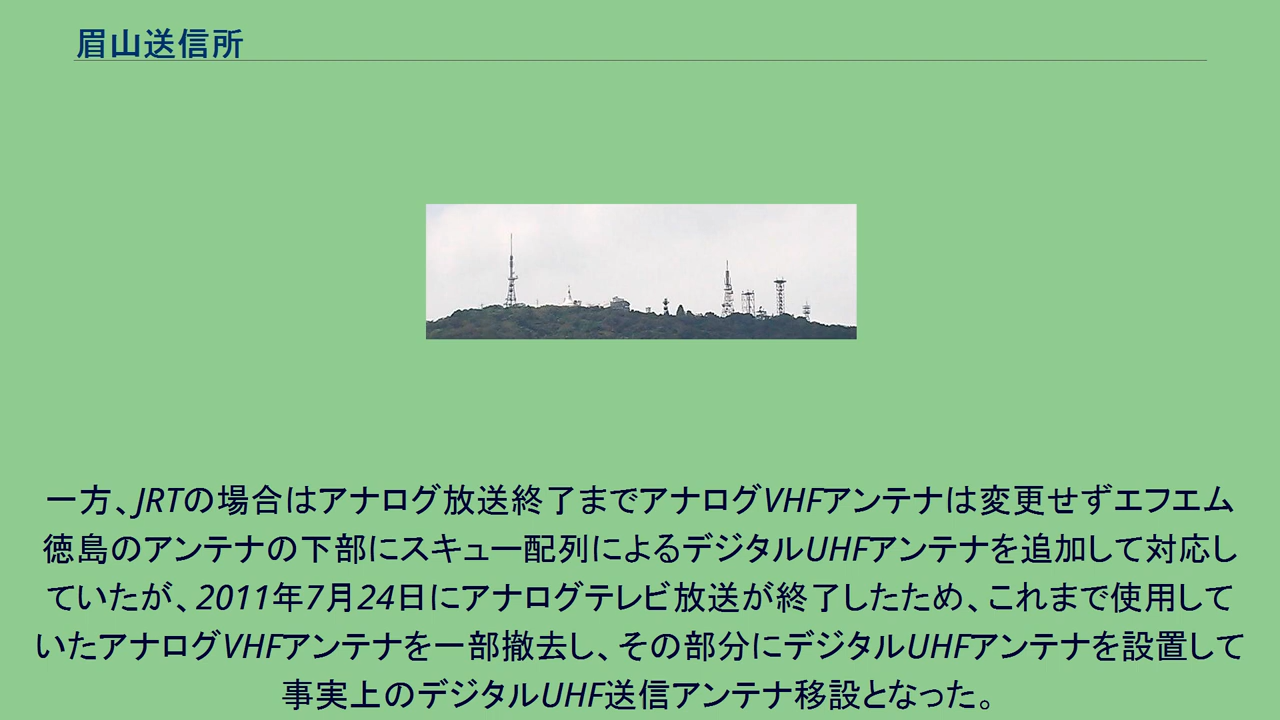 眉山送信所
一方、JRTの場合はアナログ放送終了までアナログVHFアンテナは変更せずエフエム
徳島のアンテナの下部にスキュー配列によるデジタルUHFアンテナを追加して対応し
ていたが、2011年7月24日にアナログテレビ放送が終了したため、これまで使用して
いたアナログVHFアンテナを一部撤去し、その部分にデジタルUHFアンテナを設置して
事実上のデジタルUHF送信アンテナ移設となった。